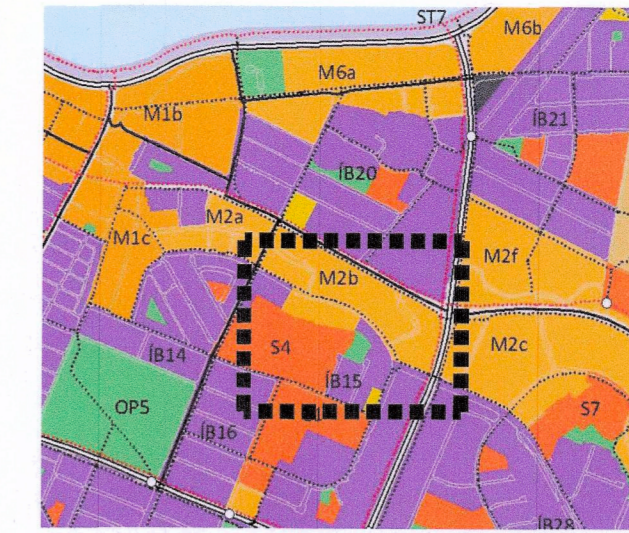 ST7
M6b
M6a
M1b
ÍB21
ÍB20
M2a
M1c
M2f
M2b
S4
M2c
ÍB14
ÍB15
OP5
S7
ÍB16
ÍB28